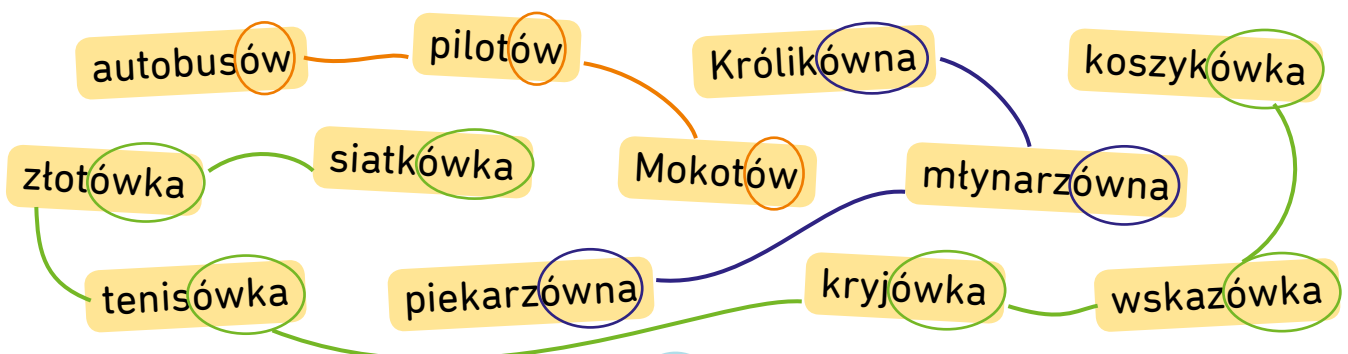 autobusów
pilotów
Królikówna
koszykówka
złotówka
siatkówka
Mokotów
młynarzówna
tenisówka
piekarzówna
kryjówka
wskazówka